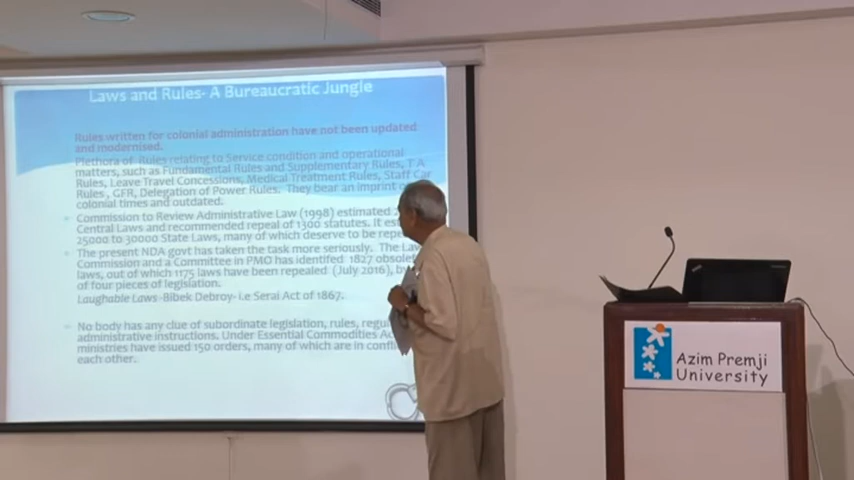 Laws and Rules- A Bureaucratic Jungle
Rules written for colonial administration have not been updated
and modernised.
Plethora of Rules relating to Service condition and operational
matters, such as Fundamental Rules and Supplementary Rules, T A
Rules, Leave Travel Concessions, Medical Treatment Rules, Staff Car
Rules , GFR, Delegation of Power Rules. They bear an imprint of
colonial times and outdated.
Commission to Review Administrative Law (1998) estimated
Central Laws and recommended repeal of 1300 statutes. It
25000 to 30000 State Laws, many of which deserve to be
The present NDA govt has taken the task more seriously. The Law
Commission and a Committee in PMO has identifed 1827
laws, out of which 1175 laws have been repealed (July 2016),
of four pieces of legislation.
Laughable Laws -Bibek Debroy- i.e Serai Act of 1867.
No body has any clue of subordinate legislation, rules,
administrative instructions. Under Essential Commodities
ministries have issued 150 orders, many of which are in
each other.
Azim Premji
University